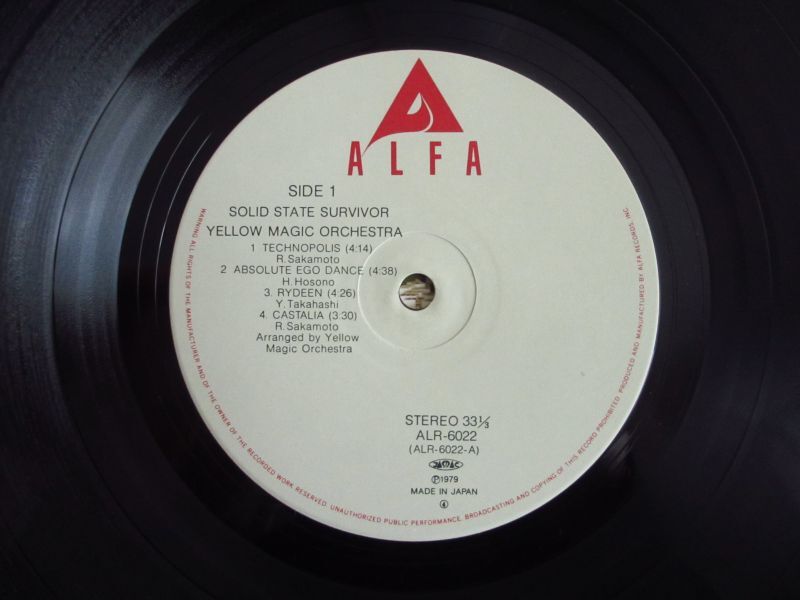 ALFA
SIDE 1
SOLID STATE SURVIVOR
YELLOW MAGIC ORCHESTRA
1 TECHNOPOLIS (4:14)
R.Sakamoto
2 ABSOLUTE EGO DANCE (4:38)
H.Hosono
3. RYDEEN (4:26)
Y.Takahashi
4. CASTALIA (3:30)
R.Sakamoto
Arranged by Yellow
Magic Orchestra
STEREO 33⅓
ALR-6022
(ALR-6022-A)
JASRAC
Ⓟ1979
MADE IN JAPAN
④
WARNING ALL RIGHTS OF THE MANUFACTURER AND OF THE OWNER OF THE RECORDED WORK RESERVED. UNAUTHORIZED PUBLIC PERFORMANCE. BROADCASTING AND COPYING OF THIS RECORD PROHIBITED. PRODUCED AND MANUFACTURED BY ALFA RECORDS, INC.